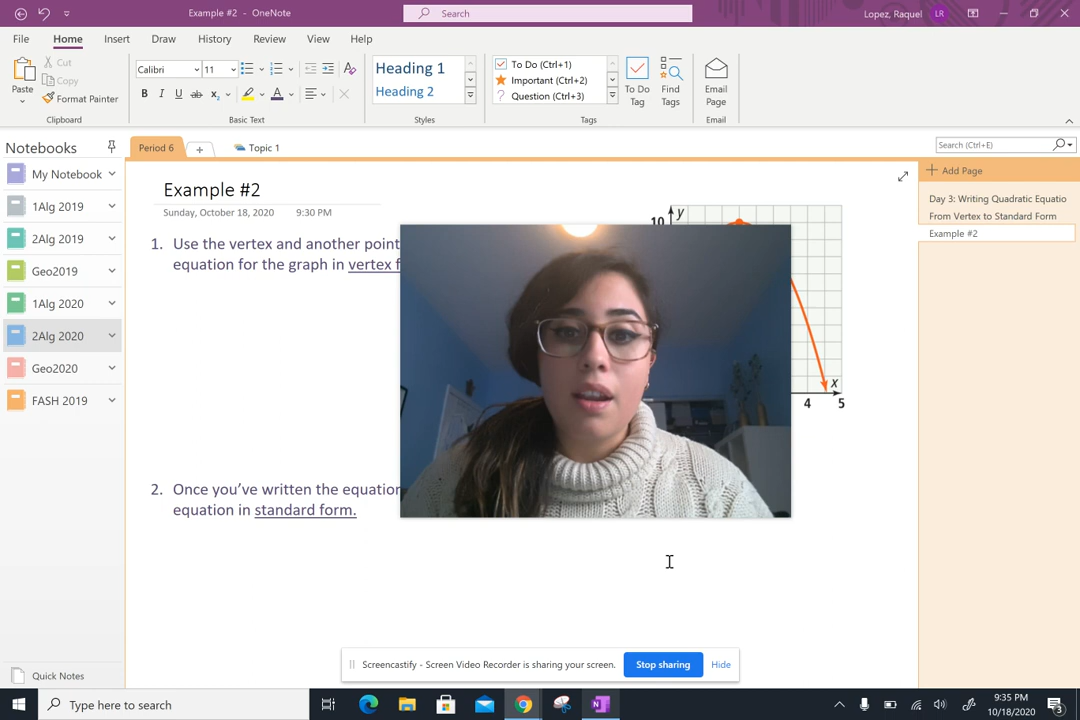 Example #2 - OneNote
Search
Lopez, Raquel
LR
File
Home
Insert
Draw
History
Review
View
Help
Paste
Cut
Copy
Format Painter
Clipboard
Calibri
11
B I U ab x₂ A
Basic Text
Heading 1
Heading 2
Styles
To Do (Ctrl+1)
Important (Ctrl+2)
? Question (Ctrl+3)
To Do
Tag
Find
Tags
Tags
Email
Page
Email
Notebooks
Period 6
Topic 1
Search (Ctrl+E)
My Notebook
1Alg 2019
2Alg 2019
Geo2019
1Alg 2020
2Alg 2020
Geo2020
FASH 2019
Quick Notes
Add Page
Day 3: Writing Quadratic Equatio
From Vertex to Standard Form
Example #2
Example #2
Sunday, October 18, 2020
9:30 PM
1. Use the vertex and another point
equation for the graph in vertex f
10
y
x
4
5
2. Once you've written the equation
equation in standard form.
Screencastify - Screen Video Recorder is sharing your screen.
Stop sharing
Hide
Type here to search
9:35 PM
10/18/2020
3